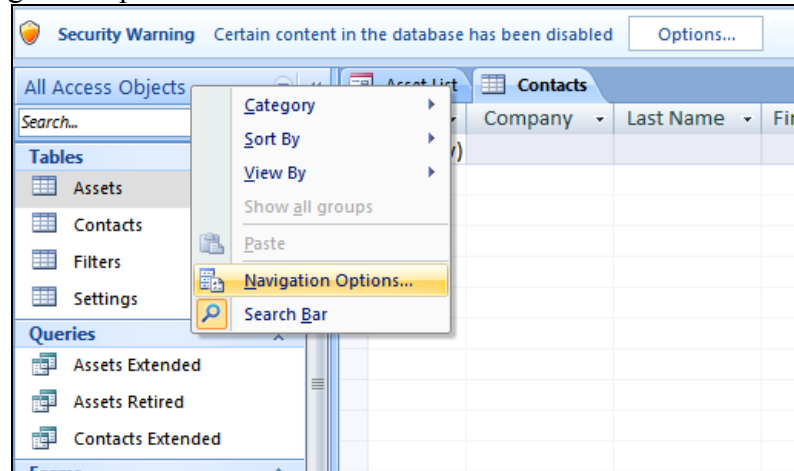 Security Warning Certain content in the database has been disabled Options...
All Access Objects
Asset List
Contacts
Search...
Company
Last Name
Tables
Assets
Contacts
Filters
Settings
Queries
Assets Extended
Assets Retired
Contacts Extended
Category
Sort By
View By
Show all groups
Paste
Navigation Options...
Search Bar